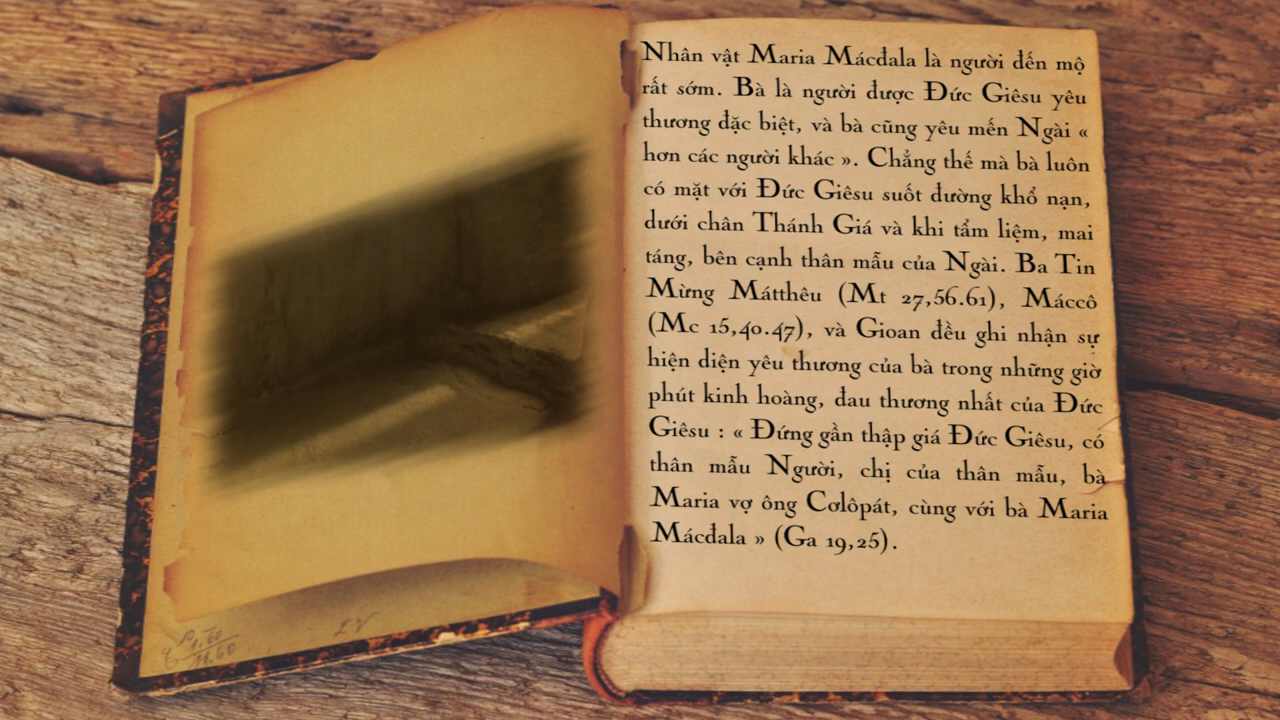 Nhân vật Maria Mácđala là người đến mộ
rất sớm. Bà là người được Đức Giêsu yêu
thương đặc biệt, và bà cũng yêu mến Ngài «
hơn các người khác ». Chẳng thế mà bà luôn
có mặt với Đức Giêsu suốt đường khổ nạn,
dưới chân Thánh Giá và khi tẩm liệm, mai
táng, bên cạnh thân mẫu của Ngài. Ba Tin
Mừng Mátthêu (Mt 27,56.61), Máccô
(Mc 15,40.47), và Gioan đều ghi nhận sự
hiện diện yêu thương của bà trong những giờ
phút kinh hoàng, đau thương nhất của Đức
Giêsu : « Đứng gần thập giá Đức Giêsu, có
thân mẫu Người, chị của thân mẫu, bà
Maria vợ ông Cơlôpát, cùng với bà Maria
Mácđala » (Ga 19,25).